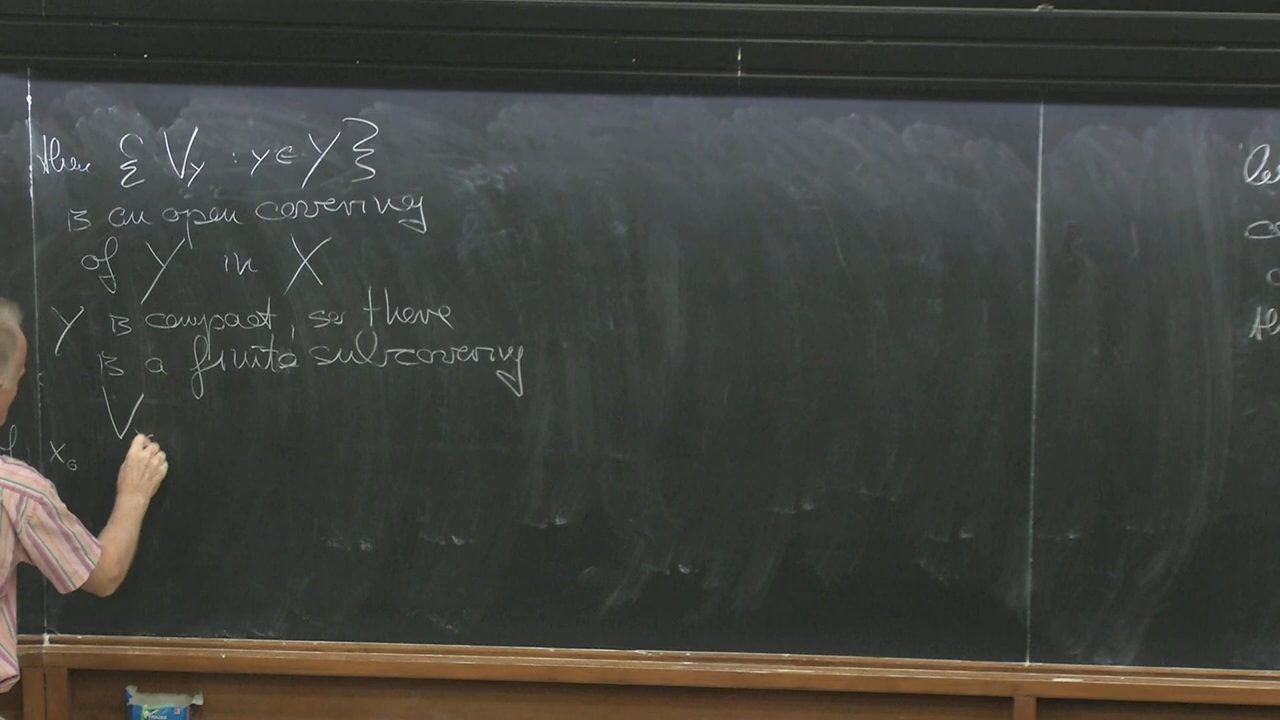 then { V_y : y ∈ Y }
is an open covering
of Y in X
Y is compact, so there
is a finite subcovering
V
x_0